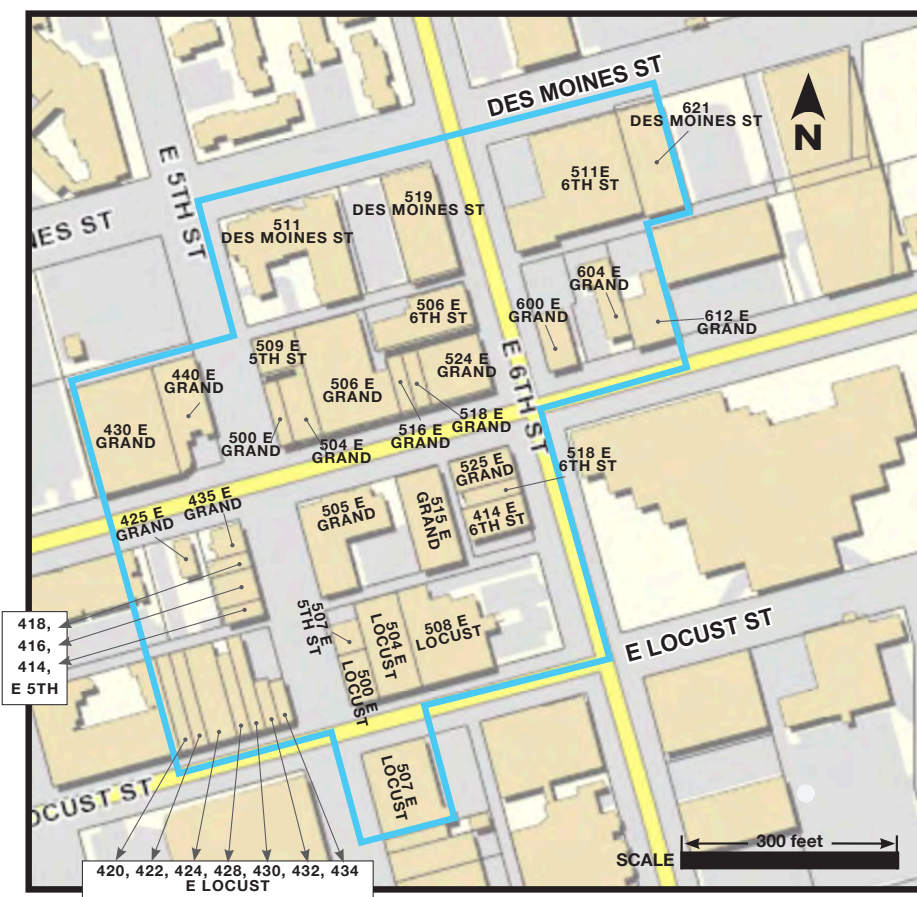 DES MOINES ST
621
DES MOINES ST
N
E 5TH ST
511E
6TH ST
519
DES MOINES ST
511
DES MOINES ST
NES ST
604 E
GRAND
600 E
GRAND
612 E
GRAND
506 E
6TH ST
509 E
5TH ST
524 E
GRAND
E 6TH ST
440 E
GRAND
506 E
GRAND
518 E
GRAND
430 E
GRAND
500 E
GRAND
504 E
GRAND
516 E
GRAND
518 E
6TH ST
525 E
GRAND
435 E
GRAND
425 E
GRAND
505 E
GRAND
515 E
GRAND
414 E
6TH ST
418,
416,
414,
E 5TH
507 E
5TH ST
504 E
LOCUST
508 E
LOCUST
500 E
LOCUST
E LOCUST ST
507 E
LOCUST
OCUST ST
300 feet
SCALE
420, 422, 424, 428, 430, 432, 434
E LOCUST